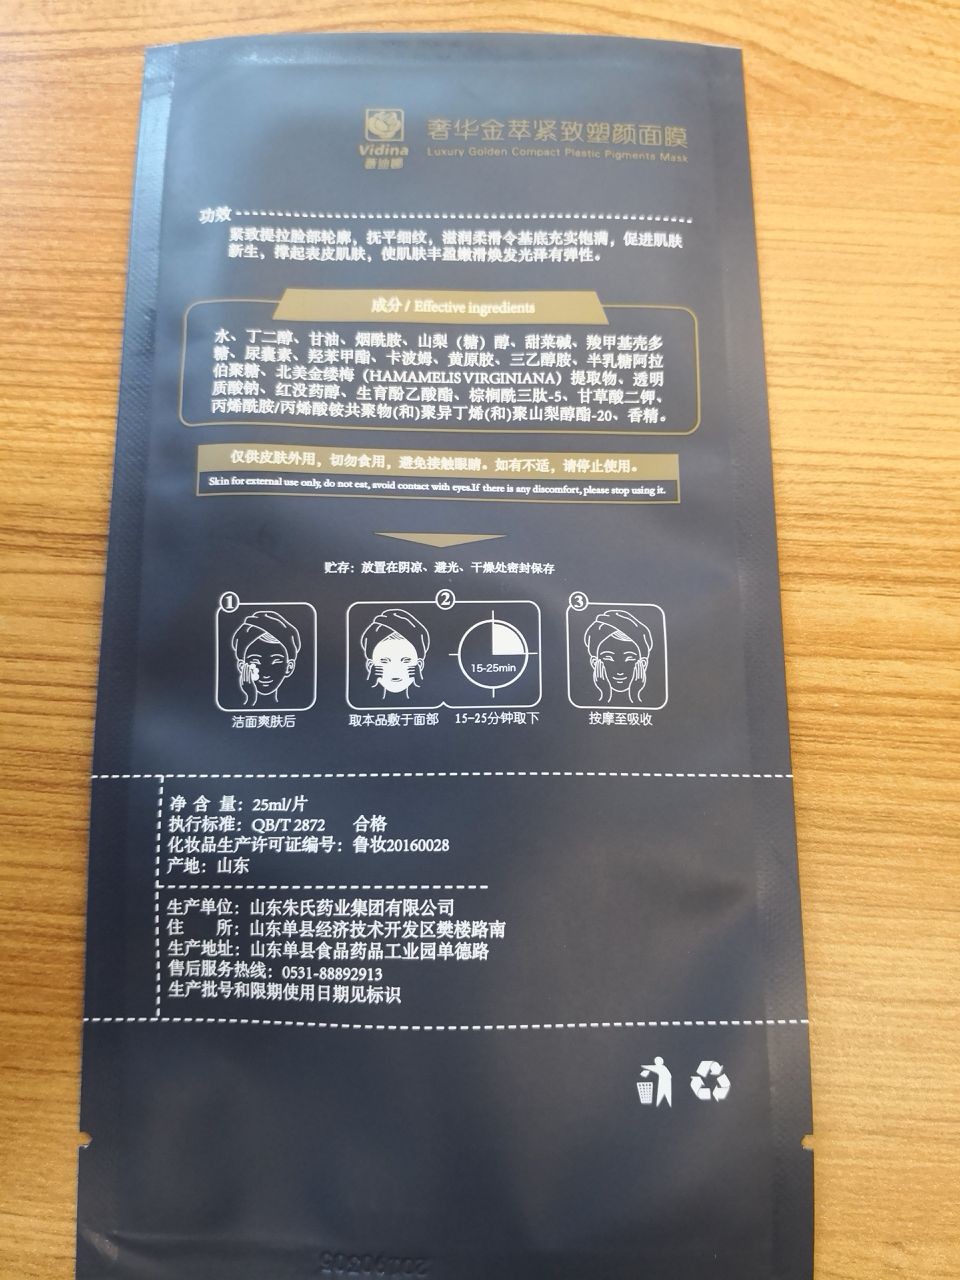 Vidina
奢华金萃紧致塑颜面膜
Luxury Golden Compact Plastic Pigments Mask
功效
紧致提拉脸部轮廓，抚平细纹，滋润柔滑令基底充实饱满，促进肌肤
新生，撑起表皮肌肤，使肌肤丰盈嫩滑焕发光泽有弹性。
成分 / Effective ingredients
水、丁二醇、甘油、烟酰胺、山梨（糖）醇、甜菜碱、羧甲基壳多
糖、尿囊素、羟苯甲酯、卡波姆、黄原胶、三乙醇胺、半乳糖阿拉
伯聚糖、北美金缕梅（HAMAMELIS VIRGINIANA）提取物、透明
质酸钠、红没药醇、生育酚乙酸酯、棕榈酰三肽-5、甘草酸二钾、
丙烯酰胺/丙烯酸铵共聚物(和)聚异丁烯(和)聚山梨醇酯-20、香精。
仅供皮肤外用，切勿食用，避免接触眼睛。如有不适，请停止使用。
Skin for external use only, do not eat, avoid contact with eyes.If there is any discomfort, please stop using it.
贮存：放置在阴凉、避光、干燥处密封保存
1 2 3
15-25min
洁面爽肤后 取本品敷于面部 15-25分钟取下 按摩至吸收
净 含 量：25ml/片
执行标准：QB/T 2872 合格
化妆品生产许可证编号：鲁妆20160028
产地：山东
生产单位：山东朱氏药业集团有限公司
住 所：山东单县经济技术开发区樊楼路南
生产地址：山东单县食品药品工业园单德路
售后服务热线：0531-88892913
生产批号和限期使用日期见标识